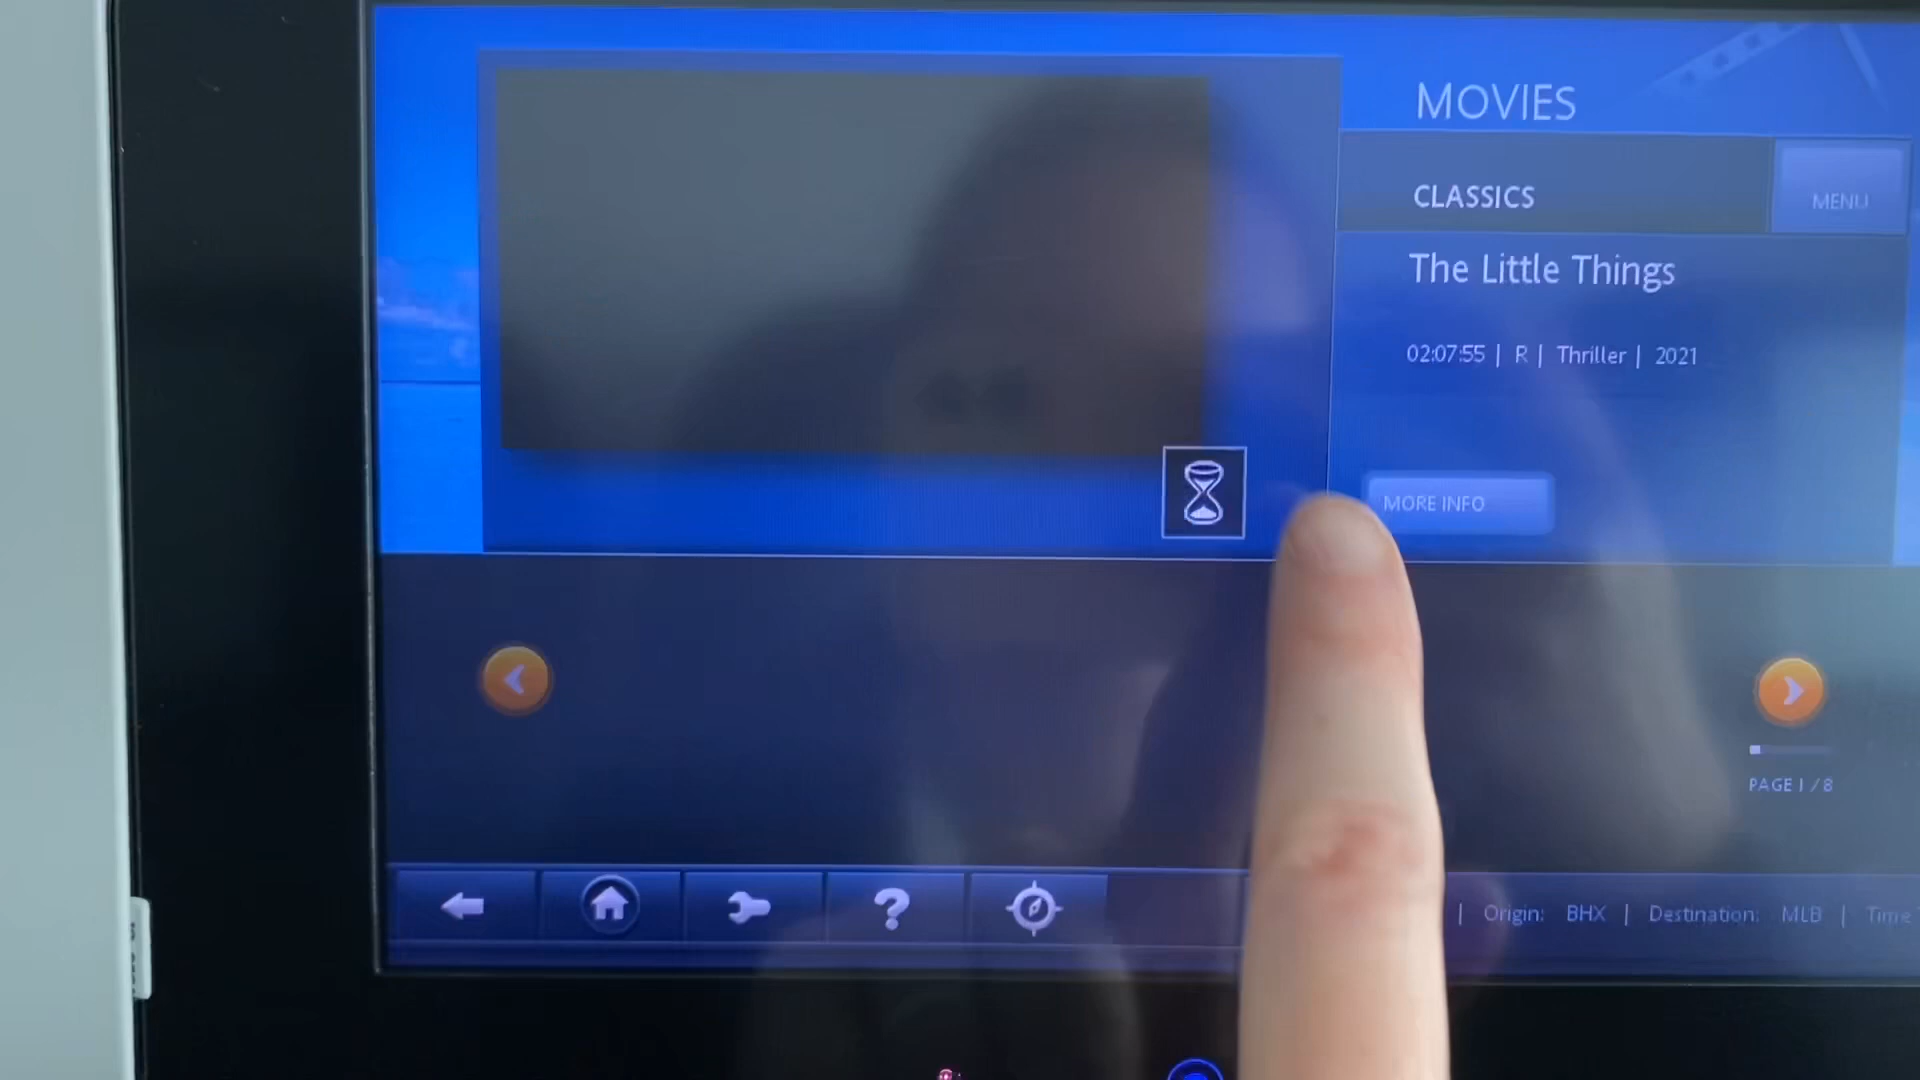 MOVIES
CLASSICS
MENU
The Little Things
02:07:55 | R | Thriller | 2021
MORE INFO
PAGE 1 / 8
?
| Origin: BHX | Destination: MLB | Time